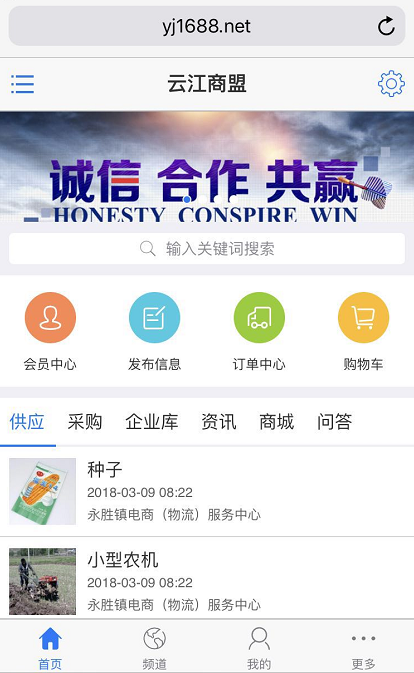 yj1688.net
云江商盟
诚信 合作 共赢
HONESTY CONSPIRE WIN
输入关键词搜索
会员中心 发布信息 订单中心 购物车
供应 采购 企业库 资讯 商城 问答
种子
2018-03-09 08:22
永胜镇电商（物流）服务中心
小型农机
2018-03-09 08:22
永胜镇电商（物流）服务中心
首页 频道 我的 更多